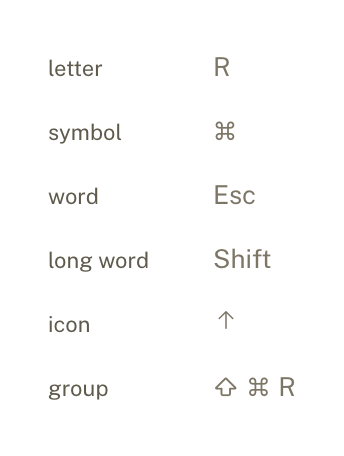 letter R
symbol ⌘
word Esc
long word Shift
icon ↑
group ⇧ ⌘ R